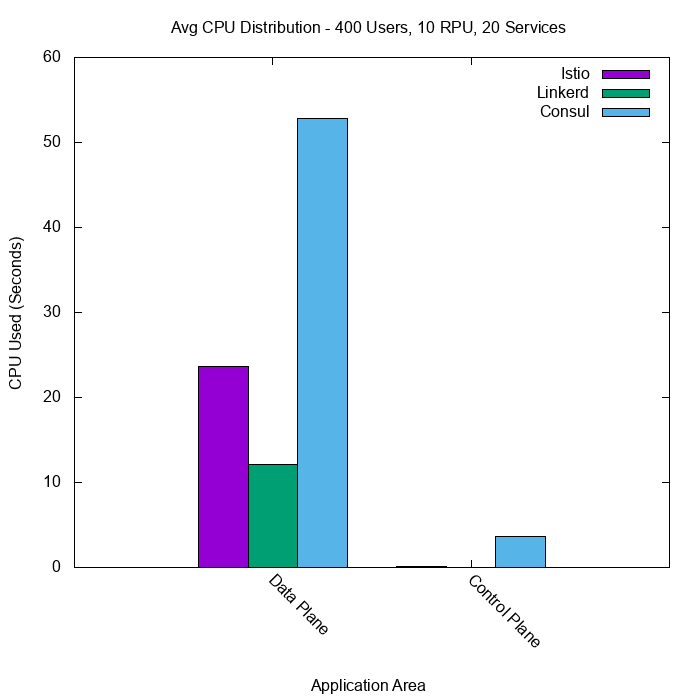 Avg CPU Distribution - 400 Users, 10 RPU, 20 Services
60
50
40
30
20
10
0
CPU Used (Seconds)
Istio
Linkerd
Consul
Data Plane
Control Plane
Application Area